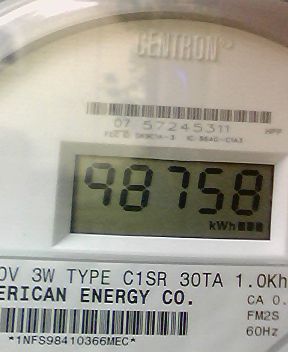 CENTRON
07 57245311
HPP
98758
kWh
0V 3W TYPE C1SR 30TA 1.0Kh
ERICAN ENERGY CO. CA 0.
FM2S
60Hz
*1NFS98410366MEC*